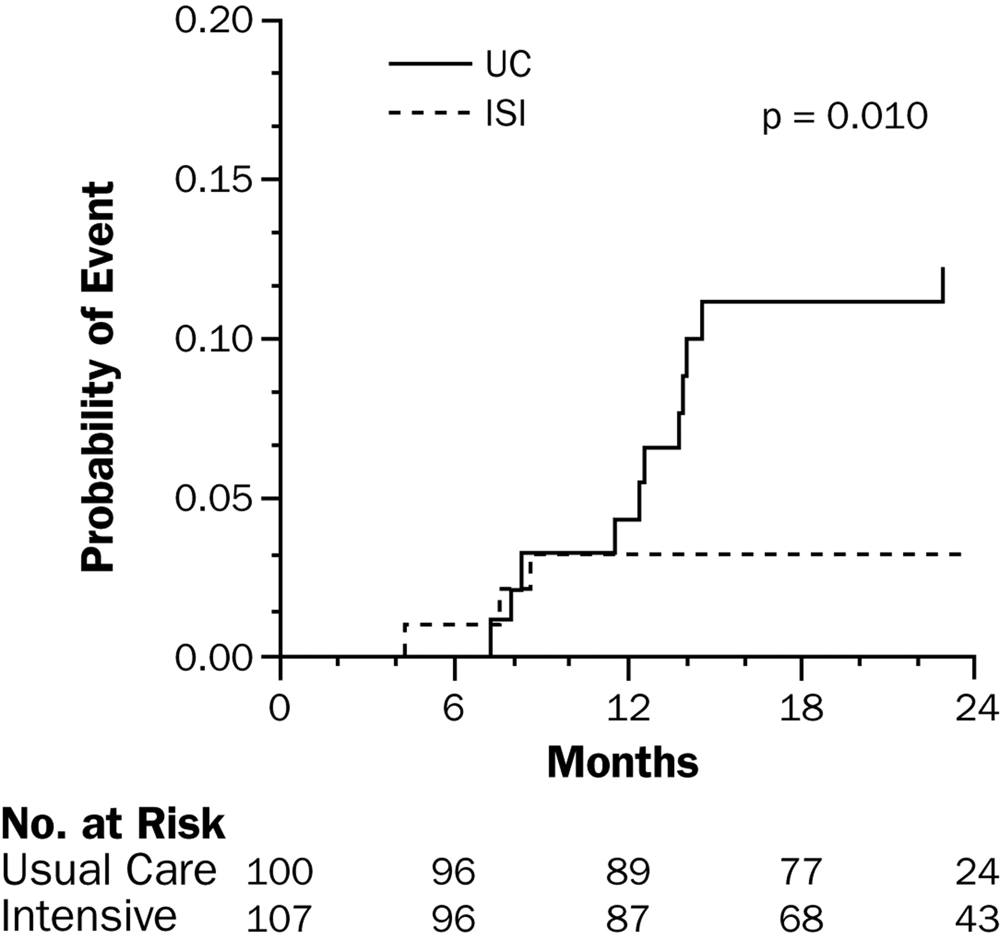 0.20
UC
ISI
p = 0.010
0.15
0.10
0.05
0.00
Probability of Event
0 6 12 18 24
Months
No. at Risk
Usual Care 100 96 89 77 24
Intensive 107 96 87 68 43